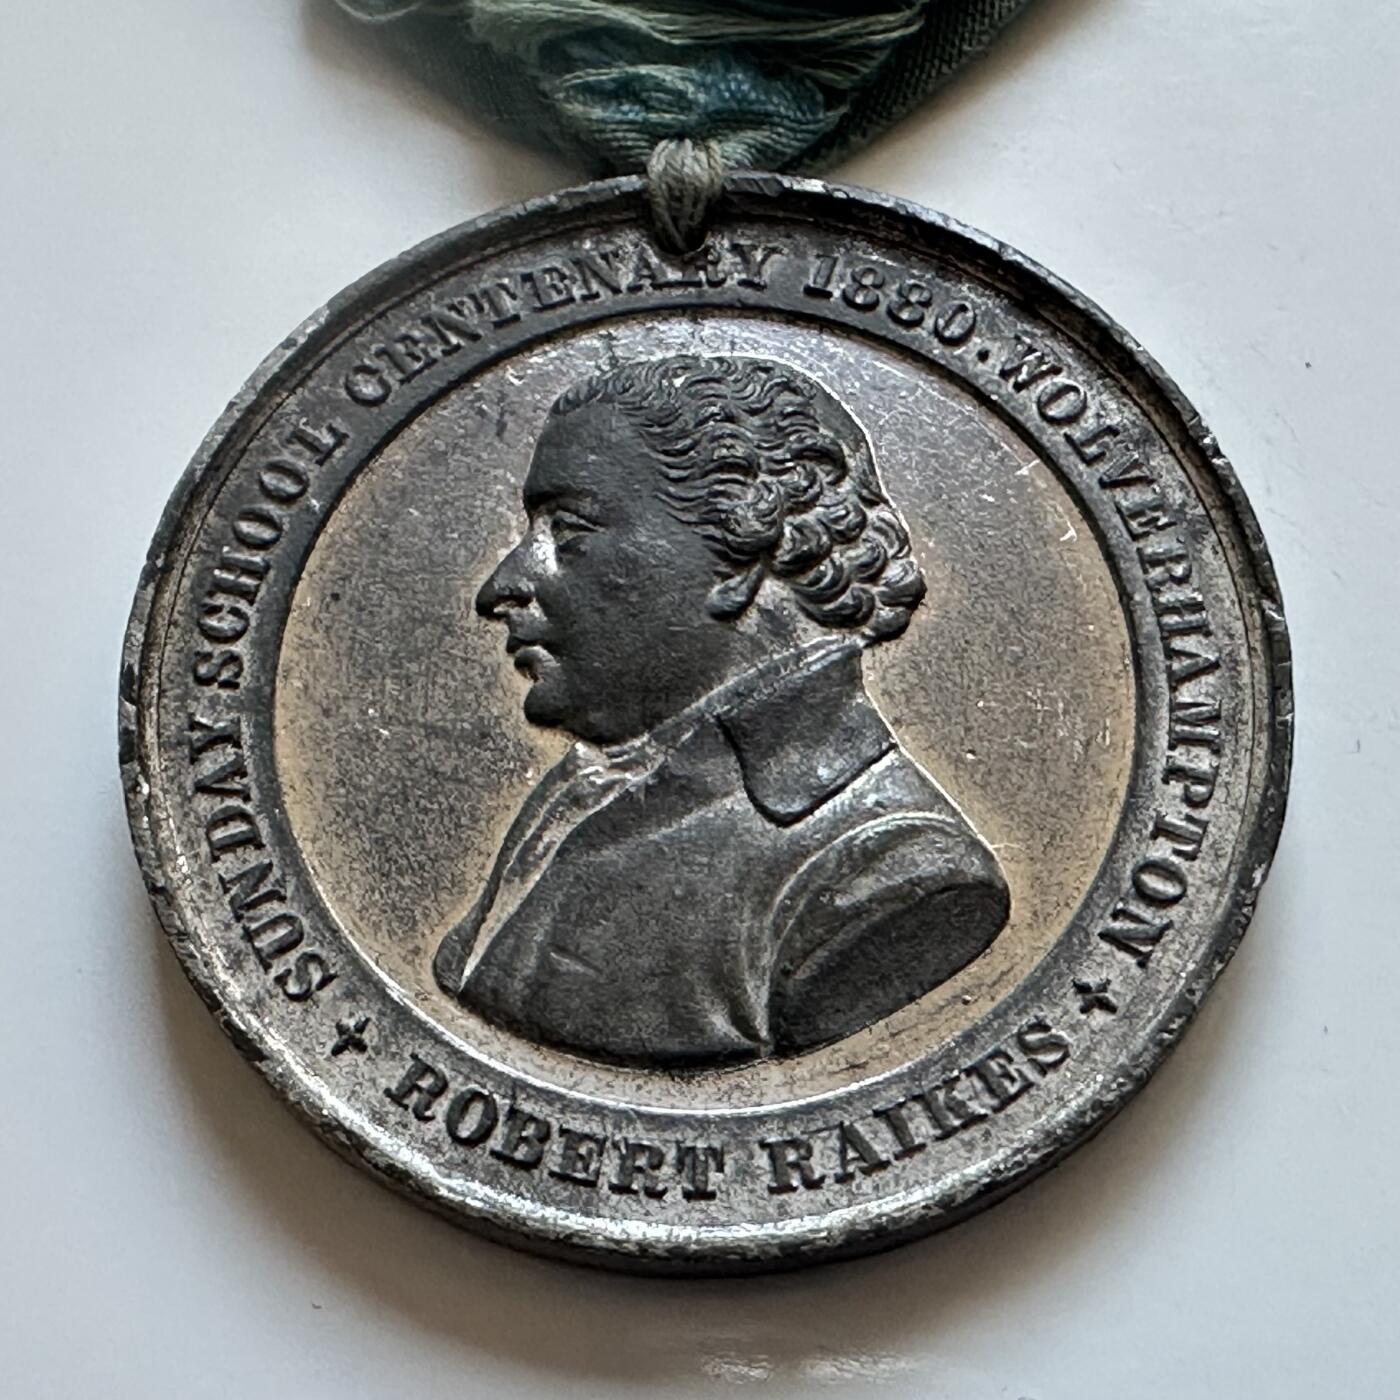 SUNDAY SCHOOL CENTENARY 1880. WOLVERHAMPTON
ROBERT RAIKES